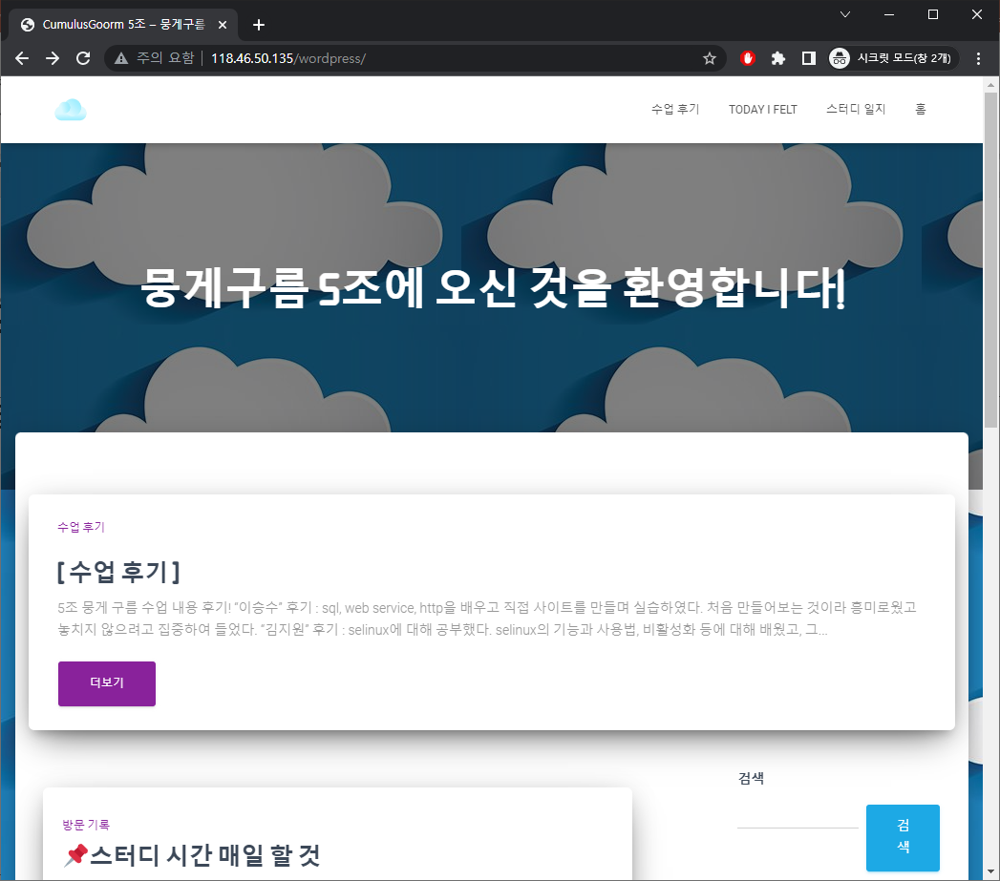 CumulusGoorm 5조 – 뭉게구름
주의 요함
118.46.50.135/wordpress/
시크릿 모드(창 2개)
수업 후기
TODAY I FELT
스터디 일지
홈
뭉게구름 5조에 오신 것을 환영합니다!
수업 후기
[ 수업 후기 ]
5조 뭉게 구름 수업 내용 후기! “이승수” 후기 : sql, web service, http을 배우고 직접 사이트를 만들며 실습하였다. 처음 만들어보는 것이라 흥미로웠고
놓치지 않으려고 집중하여 들었다. “김지원” 후기 : selinux에 대해 공부했다. selinux의 기능과 사용법, 비활성화 등에 대해 배웠고, 그...
더보기
방문 기록
📌스터디 시간 매일 할 것
검색
검
색